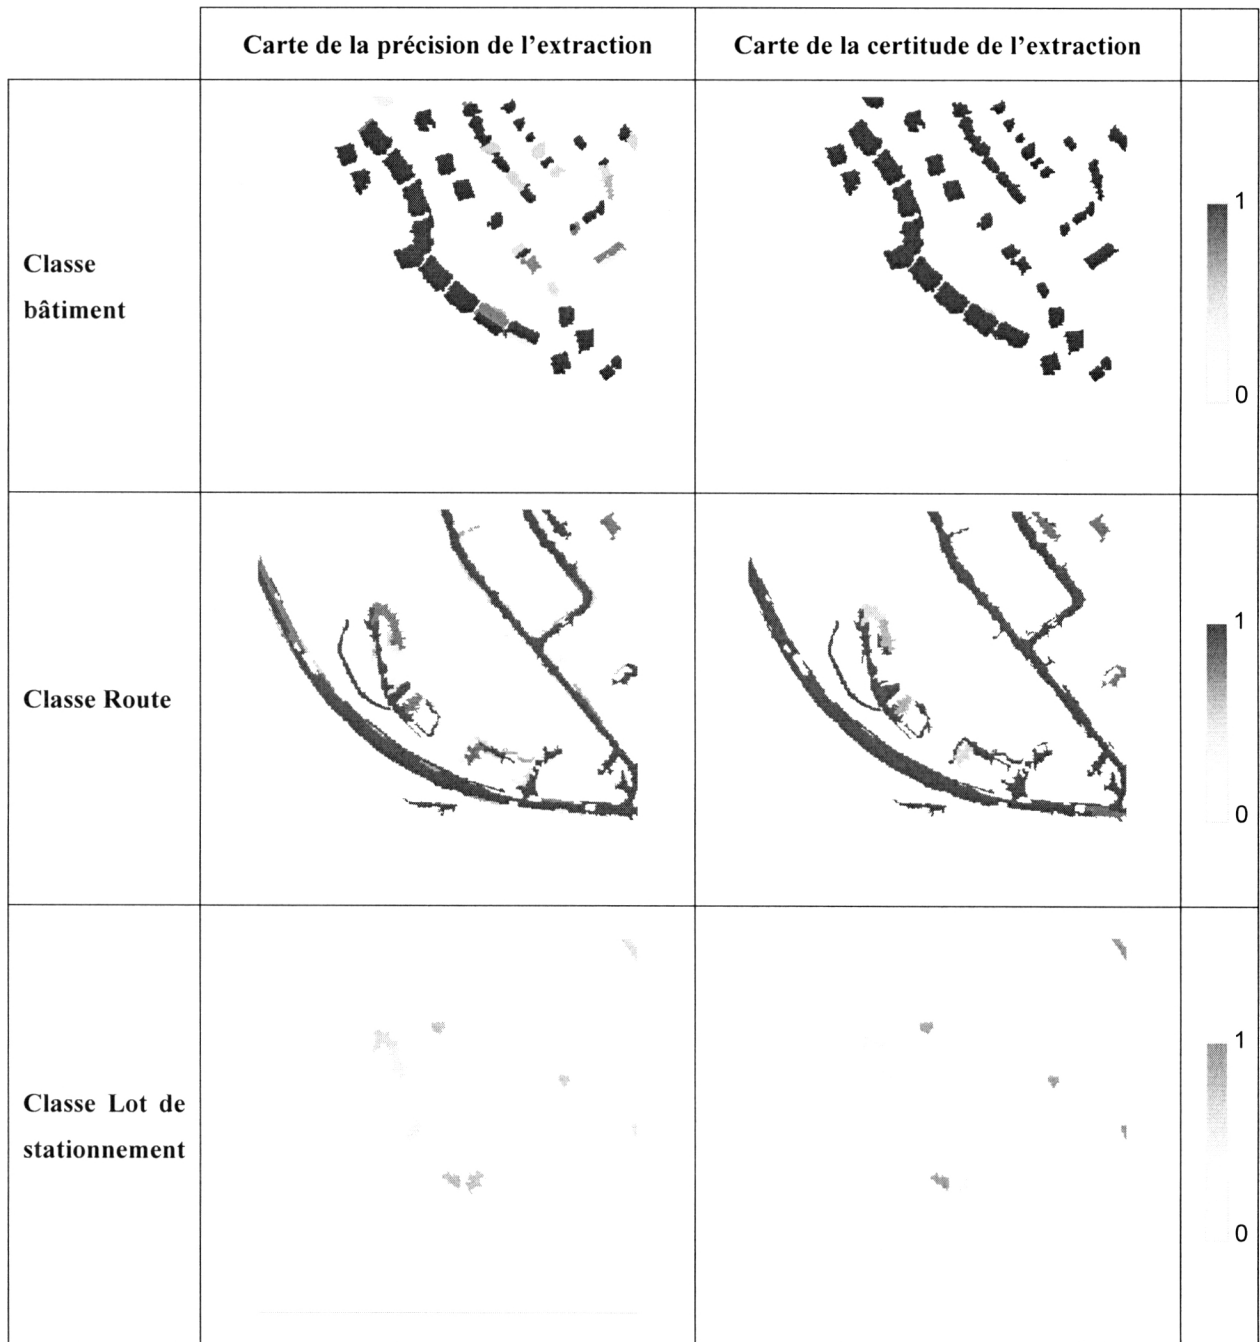 Carte de la précision de l'extraction
Carte de la certitude de l'extraction
Classe
bâtiment
1
0
Classe Route
1
0
Classe Lot de
stationnement
1
0